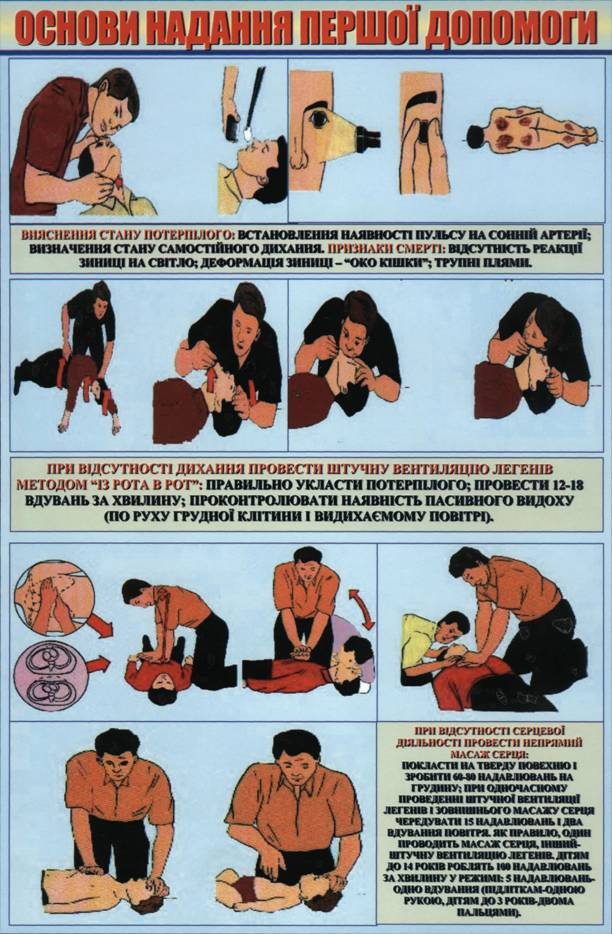 ОСНОВИ НАДАННЯ ПЕРШОЇ ДОПОМОГИ
ВИЯСНЕННЯ СТАНУ ПОТЕРПІЛОГО: ВСТАНОВЛЕННЯ НАЯВНОСТІ ПУЛЬСУ НА СОННІЙ АРТЕРІЇ;
ВИЗНАЧЕННЯ СТАНУ САМОСТІЙНОГО ДИХАННЯ. ПРИЗНАКИ СМЕРТІ: ВІДСУТНІСТЬ РЕАКЦІЇ
ЗИНИЦІ НА СВІТЛО; ДЕФОРМАЦІЯ ЗИНИЦІ – “ОКО КІШКИ”; ТРУПНІ ПЛЯМИ.
ПРИ ВІДСУТНОСТІ ДИХАННЯ ПРОВЕСТИ ШТУЧНУ ВЕНТИЛЯЦІЮ ЛЕГЕНІВ
МЕТОДОМ “ІЗ РОТА В РОТ”: ПРАВИЛЬНО УКЛАСТИ ПОТЕРПІЛОГО; ПРОВЕСТИ 12-18
ВДУВАНЬ ЗА ХВИЛИНУ; ПРОКОНТРОЛЮВАТИ НАЯВНІСТЬ ПАСИВНОГО ВИДОХУ
(ПО РУХУ ГРУДНОЇ КЛІТИНИ І ВИДИХАЄМОМУ ПОВІТРІ).
ПРИ ВІДСУТНОСТІ СЕРЦЕВОЇ
ДІЯЛЬНОСТІ ПРОВЕСТИ НЕПРЯМИЙ
МАСАЖ СЕРЦЯ:
ПОКЛАСТИ НА ТВЕРДУ ПОВЕХНЮ І
ЗРОБИТИ 60-80 НАДАВЛЮВАНЬ НА
ГРУДИНУ; ПРИ ОДНОЧАСНОМУ
ПРОВЕДЕННІ ШТУЧНОЇ ВЕНТИЛЯЦІЇ
ЛЕГЕНІВ І ЗОВНІШНЬОГО МАСАЖУ СЕРЦЯ
ЧЕРЕДУВАТИ 15 НАДАВЛЮВАНЬ І ДВА
ВДУВАННЯ ПОВІТРЯ. ЯК ПРАВИЛО, ОДИН
ПРОВОДИТЬ МАСАЖ СЕРЦЯ, ІНШИЙ-
ШТУЧНУ ВЕНТИЛЯЦІЮ ЛЕГЕНІВ. ДІТЯМ
ДО 14 РОКІВ РОБЛЯТЬ 100 НАДАВЛЮВАНЬ
ЗА ХВИЛИНУ У РЕЖИМІ: 5 НАДАВЛЮВАНЬ-
ОДНО ВДУВАННЯ (ПІДЛІТКАМ-ОДНОЮ
РУКОЮ, ДІТЯМ ДО 3 РОКІВ-ДВОМА
ПАЛЬЦЯМИ).